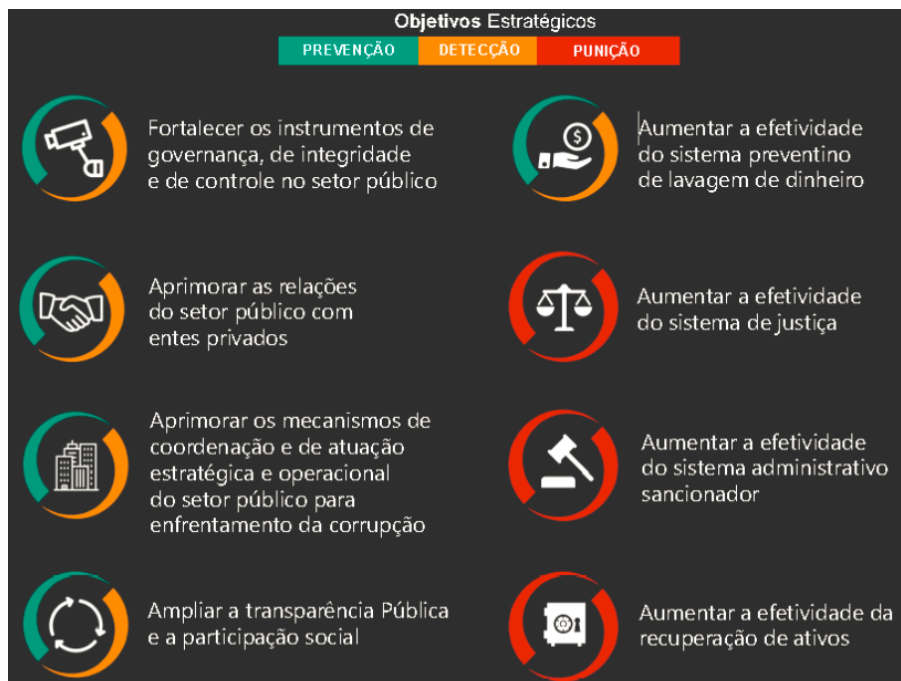 Objetivos Estratégicos
PREVENÇÃO DETECÇÃO PUNIÇÃO
Fortalecer os instrumentos de
governança, de integridade
e de controle no setor público
Aprimorar as relações
do setor público com
entes privados
Aprimorar os mecanismos de
coordenação e de atuação
estratégica e operacional
do setor público para
enfrentamento da corrupção
Ampliar a transparência Pública
e a participação social
Aumentar a efetividade
do sistema preventino
de lavagem de dinheiro
Aumentar a efetividade
do sistema de justiça
Aumentar a efetividade
do sistema administrativo
sancionador
Aumentar a efetividade da
recuperação de ativos